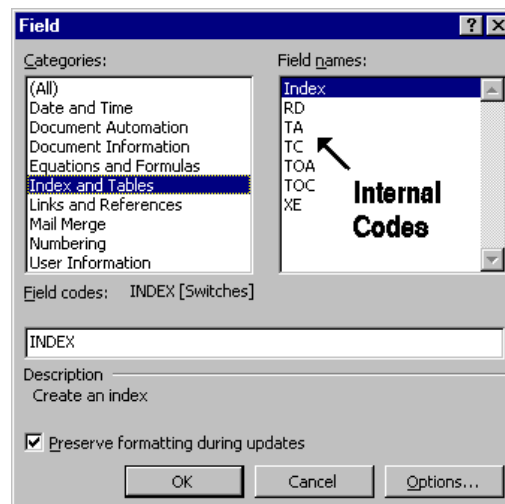 Field
Categories:
Field names:
(All)
Date and Time
Document Automation
Document Information
Equations and Formulas
Index and Tables
Links and References
Mail Merge
Numbering
User Information
Index
RD
TA
TC
TOA
TOC
XE
Internal
Codes
Field codes: INDEX [Switches]
INDEX
Description
Create an index
Preserve formatting during updates
OK Cancel Options...